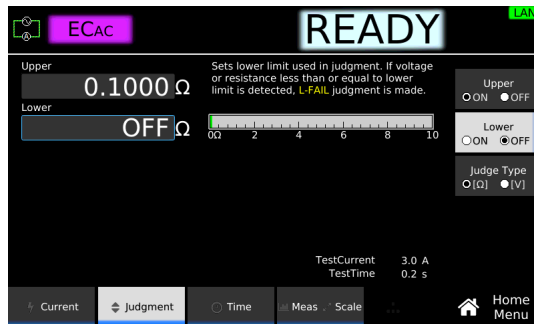 LAN
A
EC AC
READY
Upper
0.1000 Ω
Lower
OFF Ω
Sets lower limit used in judgment. If voltage
or resistance less than or equal to lower
limit is detected, L-FAIL judgment is made.
0Ω 2 4 6 8 10
Upper
ON OFF
Lower
ON OFF
Judge Type
[Ω] [V]
TestCurrent 3.0 A
TestTime 0.2 s
Current
Judgment
Time
Meas
Scale
Home
Menu